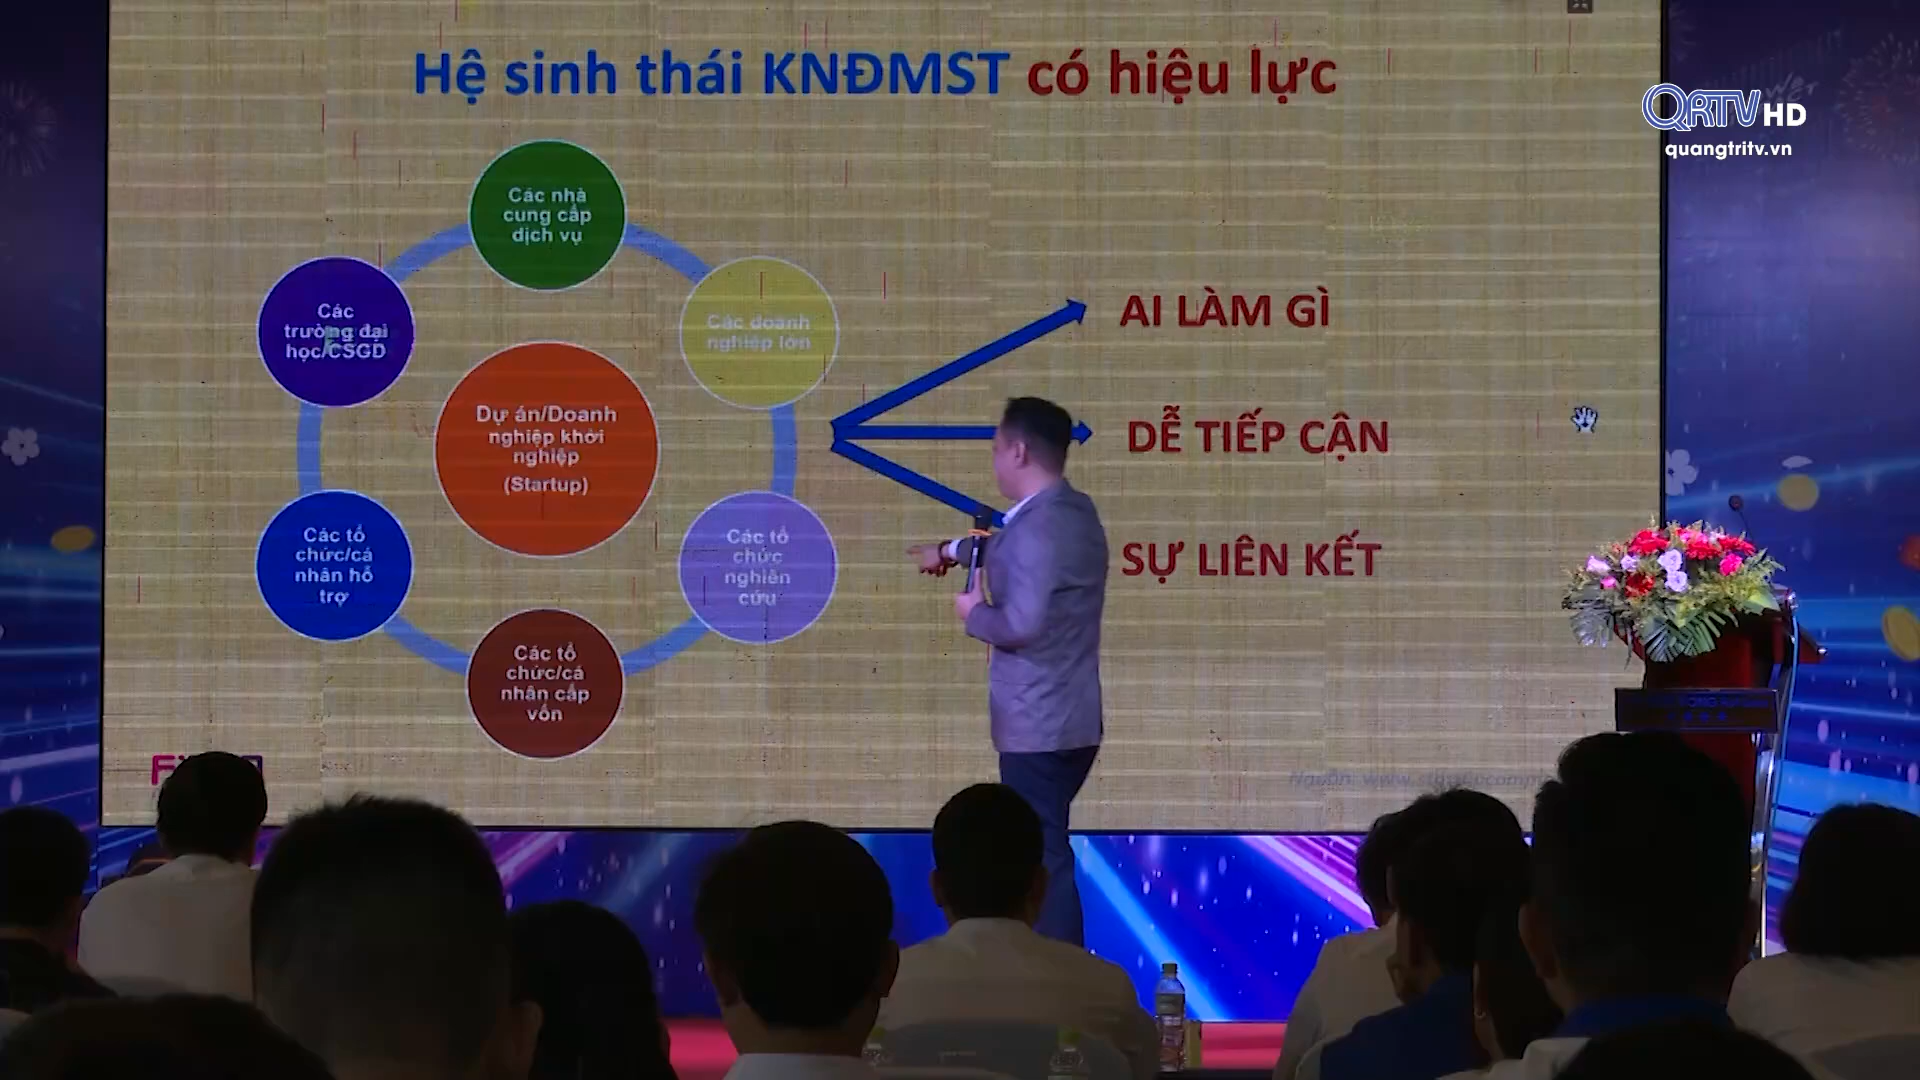 Hệ sinh thái KNĐMST có hiệu lực
QRTV HD
quangtritv.vn
Các nhà
cung cấp
dịch vụ
Các
trường đại
học/CSGD
Các doanh
nghiệp lớn
Dự án/Doanh
nghiệp khởi
nghiệp
(Startup)
Các tổ
chức/cá
nhân hỗ
trợ
Các tổ
chức
nghiên
cứu
Các tổ
chức/cá
nhân cấp
vốn
AI LÀM GÌ
DỄ TIẾP CẬN
SỰ LIÊN KẾT
Nguồn: